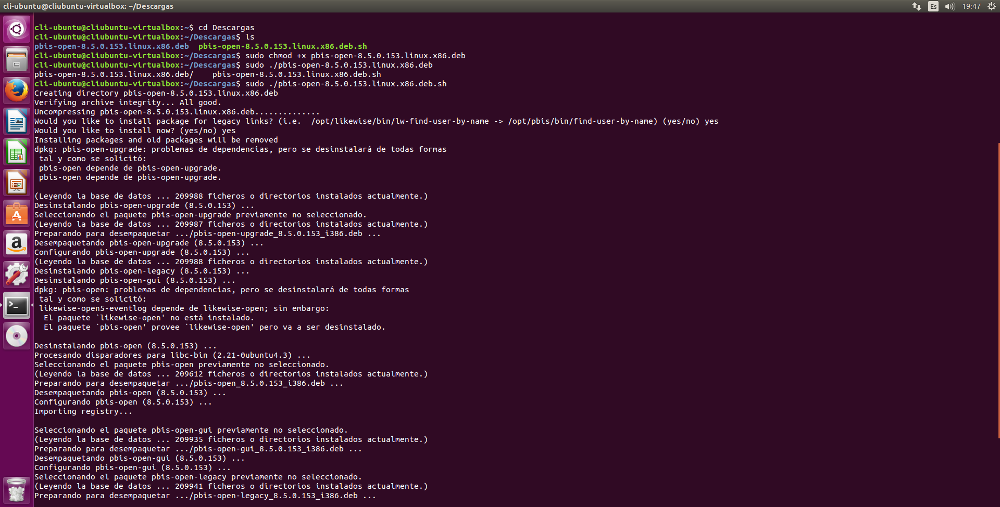 cli-ubuntu@cliubuntu-virtualbox: ~/Descargas
Es
19:47
cli-ubuntu@cliubuntu-virtualbox:~$ cd Descargas
cli-ubuntu@cliubuntu-virtualbox:~/Descargas$ ls
pbis-open-8.5.0.153.linux.x86.deb  pbis-open-8.5.0.153.linux.x86.deb.sh
cli-ubuntu@cliubuntu-virtualbox:~/Descargas$ sudo chmod +x pbis-open-8.5.0.153.linux.x86.deb
cli-ubuntu@cliubuntu-virtualbox:~/Descargas$ sudo ./pbis-open-8.5.0.153.linux.x86.deb
pbis-open-8.5.0.153.linux.x86.deb/    pbis-open-8.5.0.153.linux.x86.deb.sh
cli-ubuntu@cliubuntu-virtualbox:~/Descargas$ sudo ./pbis-open-8.5.0.153.linux.x86.deb.sh
Creating directory pbis-open-8.5.0.153.linux.x86.deb
Verifying archive integrity... All good.
Uncompressing pbis-open-8.5.0.153.linux.x86.deb..............
Would you like to install package for legacy links? (i.e.  /opt/likewise/bin/lw-find-user-by-name -> /opt/pbis/bin/find-user-by-name) (yes/no) yes
Would you like to install now? (yes/no) yes
Installing packages and old packages will be removed
dpkg: pbis-open-upgrade: problemas de dependencias, pero se desinstalará de todas formas
 tal y como se solicitó:
 pbis-open depende de pbis-open-upgrade.
 pbis-open depende de pbis-open-upgrade.
(Leyendo la base de datos ... 209988 ficheros o directorios instalados actualmente.)
Desinstalando pbis-open-upgrade (8.5.0.153) ...
Seleccionando el paquete pbis-open-upgrade previamente no seleccionado.
(Leyendo la base de datos ... 209987 ficheros o directorios instalados actualmente.)
Preparando para desempaquetar .../pbis-open-upgrade_8.5.0.153_i386.deb ...
Desempaquetando pbis-open-upgrade (8.5.0.153) ...
Configurando pbis-open-upgrade (8.5.0.153) ...
(Leyendo la base de datos ... 209988 ficheros o directorios instalados actualmente.)
Desinstalando pbis-open-legacy (8.5.0.153) ...
Desinstalando pbis-open-gui (8.5.0.153) ...
dpkg: pbis-open: problemas de dependencias, pero se desinstalará de todas formas
 tal y como se solicitó:
 likewise-open5-eventlog depende de likewise-open; sin embargo:
  El paquete `likewise-open' no está instalado.
  El paquete `pbis-open' provee `likewise-open' pero va a ser desinstalado.
Desinstalando pbis-open (8.5.0.153) ...
Procesando disparadores para libc-bin (2.21-0ubuntu4.3) ...
Seleccionando el paquete pbis-open previamente no seleccionado.
(Leyendo la base de datos ... 209612 ficheros o directorios instalados actualmente.)
Preparando para desempaquetar .../pbis-open_8.5.0.153_i386.deb ...
Desempaquetando pbis-open (8.5.0.153) ...
Configurando pbis-open (8.5.0.153) ...
Importing registry...
Seleccionando el paquete pbis-open-gui previamente no seleccionado.
(Leyendo la base de datos ... 209935 ficheros o directorios instalados actualmente.)
Preparando para desempaquetar .../pbis-open-gui_8.5.0.153_i386.deb ...
Desempaquetando pbis-open-gui (8.5.0.153) ...
Configurando pbis-open-gui (8.5.0.153) ...
Seleccionando el paquete pbis-open-legacy previamente no seleccionado.
(Leyendo la base de datos ... 209941 ficheros o directorios instalados actualmente.)
Preparando para desempaquetar .../pbis-open-legacy_8.5.0.153_i386.deb ...